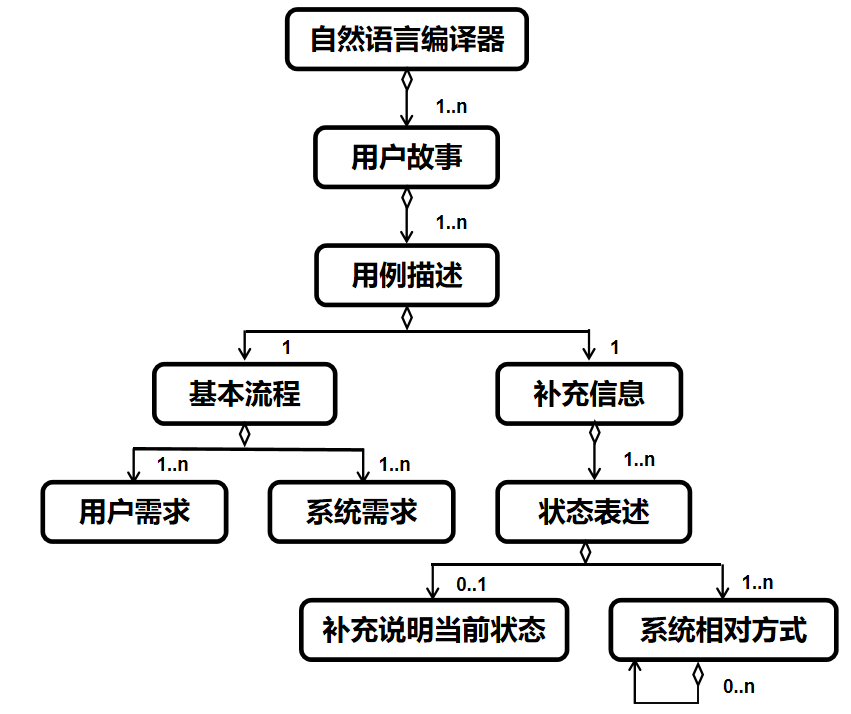 自然语言编译器
1..n
用户故事
1..n
用例描述
1
1
基本流程
补充信息
1..n
1..n
1..n
用户需求
系统需求
状态表述
0..1
1..n
补充说明当前状态
系统相对方式
0..n